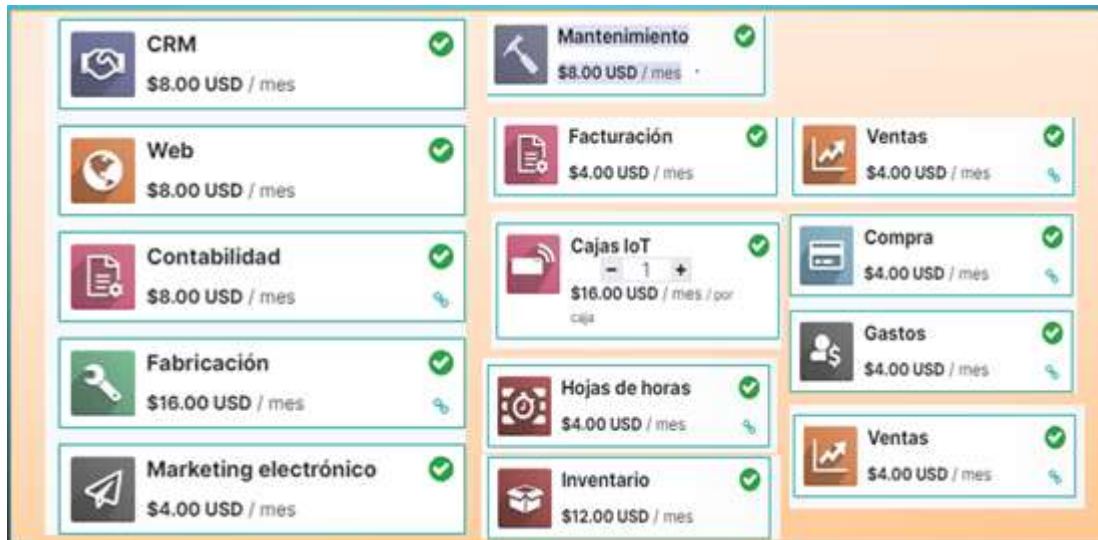 CRM
$8.00 USD / mes
Web
$8.00 USD / mes
Contabilidad
$8.00 USD / mes
Fabricación
$16.00 USD / mes
Marketing electrónico
$4.00 USD / mes
Mantenimiento
$8.00 USD / mes
Facturación
$4.00 USD / mes
Cajas IoT
- 1 +
$16.00 USD / mes / por
caja
Hojas de horas
$4.00 USD / mes
Inventario
$12.00 USD / mes
Ventas
$4.00 USD / mes
Compra
$4.00 USD / mes
Gastos
$4.00 USD / mes
Ventas
$4.00 USD / mes